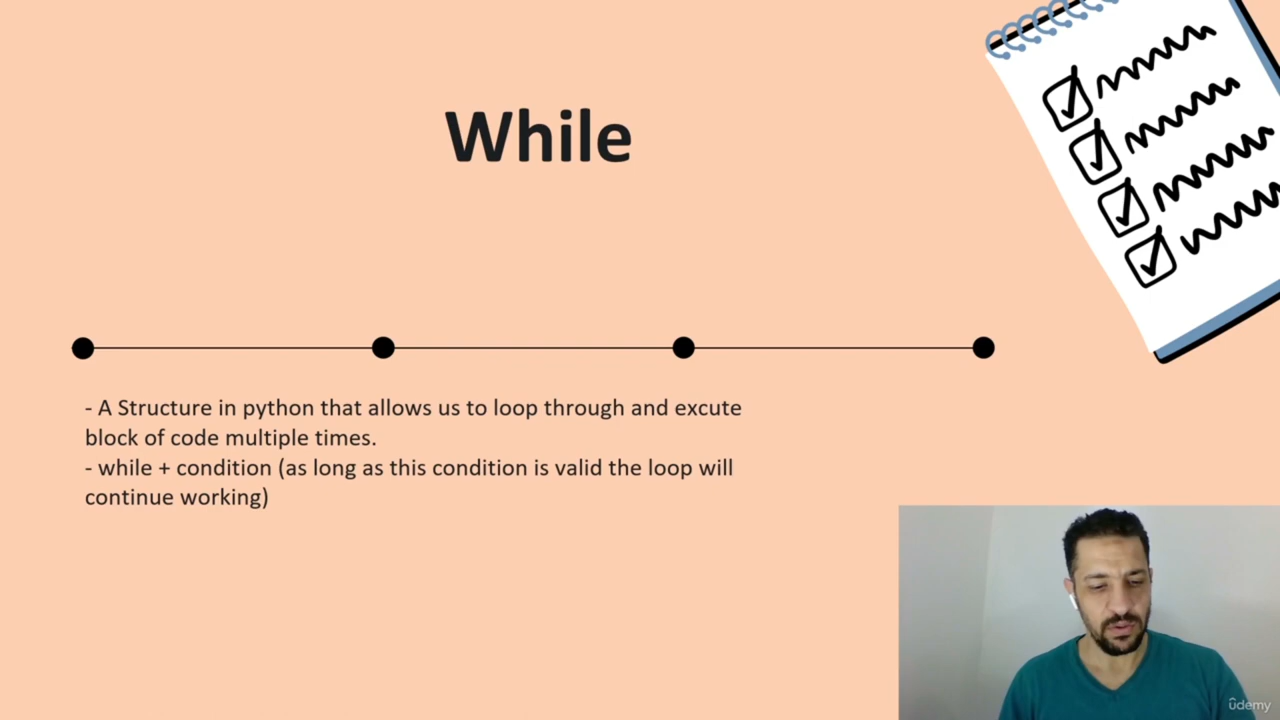 While
- A Structure in python that allows us to loop through and excute
block of code multiple times.
- while + condition (as long as this condition is valid the loop will
continue working)
ûdemy